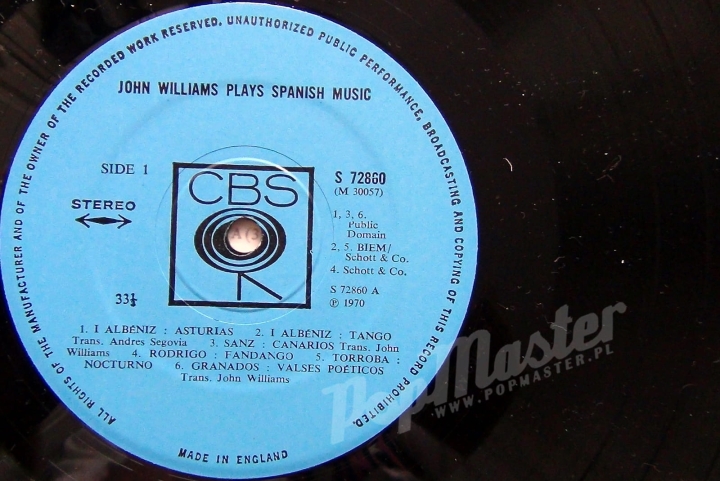 ALL RIGHTS OF THE MANUFACTURER AND OF THE OWNER OF THE RECORDED WORK RESERVED. UNAUTHORIZED PUBLIC PERFORMANCE, BROADCASTING AND COPYING OF THIS RECORD PROHIBITED.
JOHN WILLIAMS PLAYS SPANISH MUSIC
SIDE 1
STEREO
33⅓
CBS
S 72860
(M 30057)
1, 3, 6.
Public
Domain
2, 5. BIEM/
Schott & Co.
4. Schott & Co.
S 72860 A
℗ 1970
1. I ALBÉNIZ : ASTURIAS 2. I ALBÉNIZ : TANGO
Trans. Andres Segovia 3. SANZ : CANARIOS Trans. John
Williams 4. RODRIGO : FANDANGO 5. TORROBA :
NOCTURNO 6. GRANADOS : VALSES POÉTICOS
Trans. John Williams
MADE IN ENGLAND
PopMaster
WWW.POPMASTER.PL